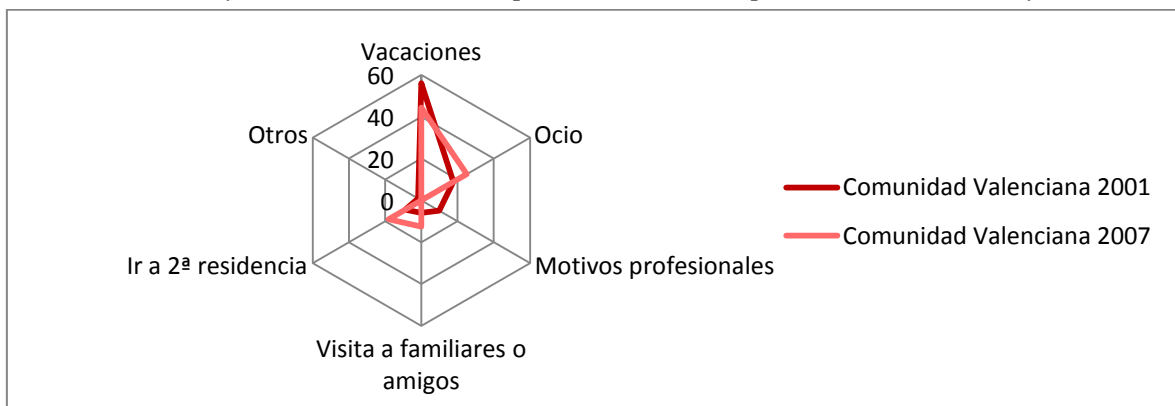 Vacaciones
60
40
20
0
Ocio
Motivos profesionales
Visita a familiares o
amigos
Ir a 2ª residencia
Otros
Comunidad Valenciana 2001
Comunidad Valenciana 2007